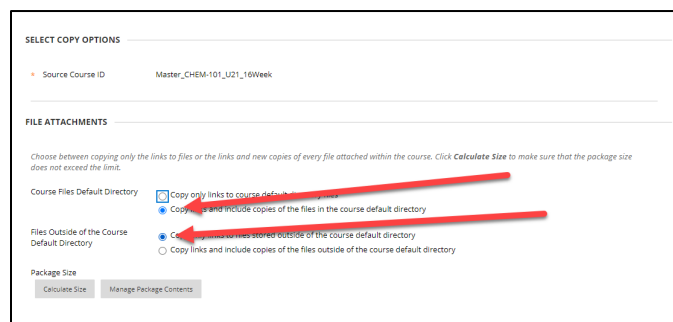 SELECT COPY OPTIONS
* Source Course ID Master_CHEM-101_U21_16Week
FILE ATTACHMENTS
Choose between copying only the links to files or the links and new copies of every file attached within the course. Click Calculate Size to make sure that the package size
does not exceed the limit.
Course Files Default Directory Copy only links to course default directory files
Copy links and include copies of the files in the course default directory
Files Outside of the Course Default Directory
only links to files stored outside of the course default directory
Copy links and include copies of the files outside of the course default directory
Package Size
Calculate Size Manage Package Contents